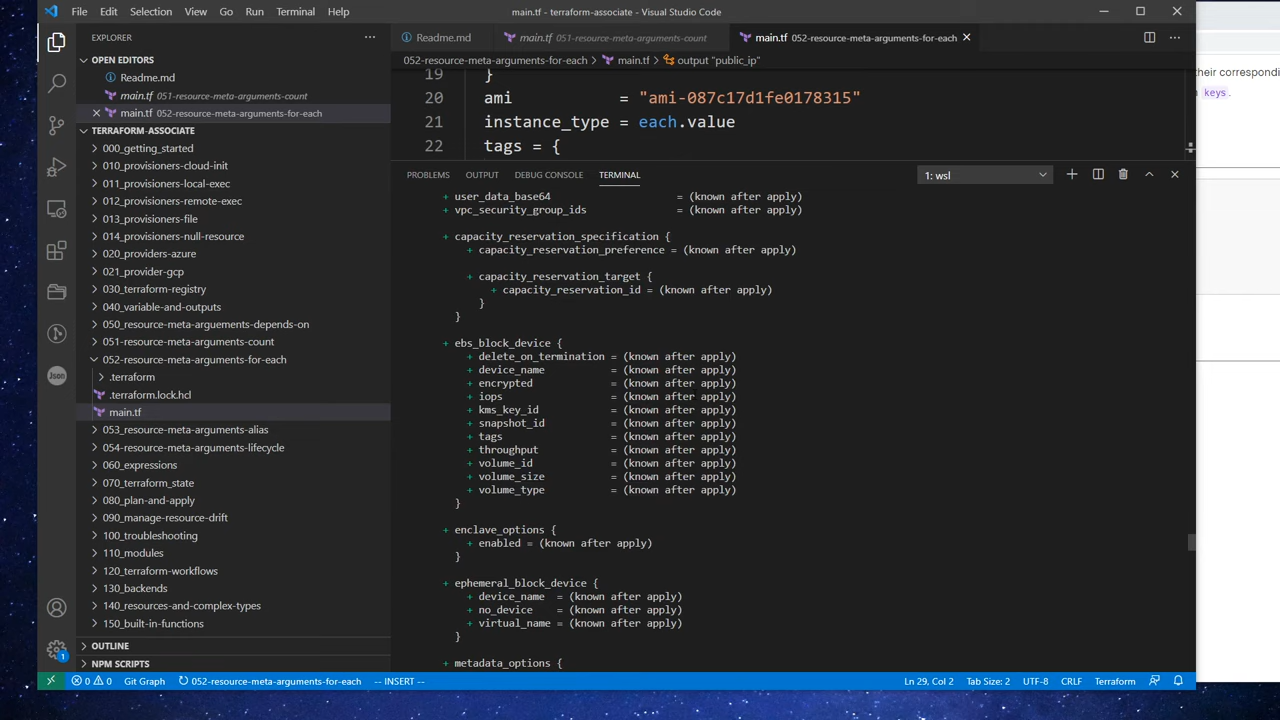 File Edit Selection View Go Run Terminal Help
main.tf - terraform-associate - Visual Studio Code
EXPLORER
OPEN EDITORS
Readme.md
main.tf 051-resource-meta-arguments-count
main.tf 052-resource-meta-arguments-for-each
TERRAFORM-ASSOCIATE
000_getting_started
010_provisioners-cloud-init
011_provisioners-local-exec
012_provisioners-remote-exec
013_provisioners-file
014_provisioners-null-resource
020_providers-azure
021_provider-gcp
030_terraform-registry
040_variable-and-outputs
050_resource-meta-arguements-depends-on
051-resource-meta-arguments-count
052-resource-meta-arguments-for-each
.terraform
.terraform.lock.hcl
main.tf
053_resource-meta-arguments-alias
054-resource-meta-arguments-lifecycle
060_expressions
070_terraform_state
080_plan-and-apply
090_manage-resource-drift
100_troubleshooting
110_modules
120_terraform-workflows
130_backends
140_resources-and-complex-types
150_built-in-functions
OUTLINE
NPM SCRIPTS
Json
1
Readme.md
main.tf 051-resource-meta-arguments-count
main.tf 052-resource-meta-arguments-for-each
052-resource-meta-arguments-for-each > main.tf > output "public_ip"
19 }
20 ami = "ami-087c17d1fe0178315"
21 instance_type = each.value
22 tags = {
PROBLEMS OUTPUT DEBUG CONSOLE TERMINAL
1: wsl
+ user_data_base64 = (known after apply)
+ vpc_security_group_ids = (known after apply)
+ capacity_reservation_specification {
+ capacity_reservation_preference = (known after apply)
+ capacity_reservation_target {
+ capacity_reservation_id = (known after apply)
}
}
+ ebs_block_device {
+ delete_on_termination = (known after apply)
+ device_name = (known after apply)
+ encrypted = (known after apply)
+ iops = (known after apply)
+ kms_key_id = (known after apply)
+ snapshot_id = (known after apply)
+ tags = (known after apply)
+ throughput = (known after apply)
+ volume_id = (known after apply)
+ volume_size = (known after apply)
+ volume_type = (known after apply)
}
+ enclave_options {
+ enabled = (known after apply)
}
+ ephemeral_block_device {
+ device_name = (known after apply)
+ no_device = (known after apply)
+ virtual_name = (known after apply)
}
+ metadata_options {
their correspondi
keys.
0 0 Git Graph 052-resource-meta-arguments-for-each -- INSERT -- Ln 29, Col 2 Tab Size: 2 UTF-8 CRLF Terraform